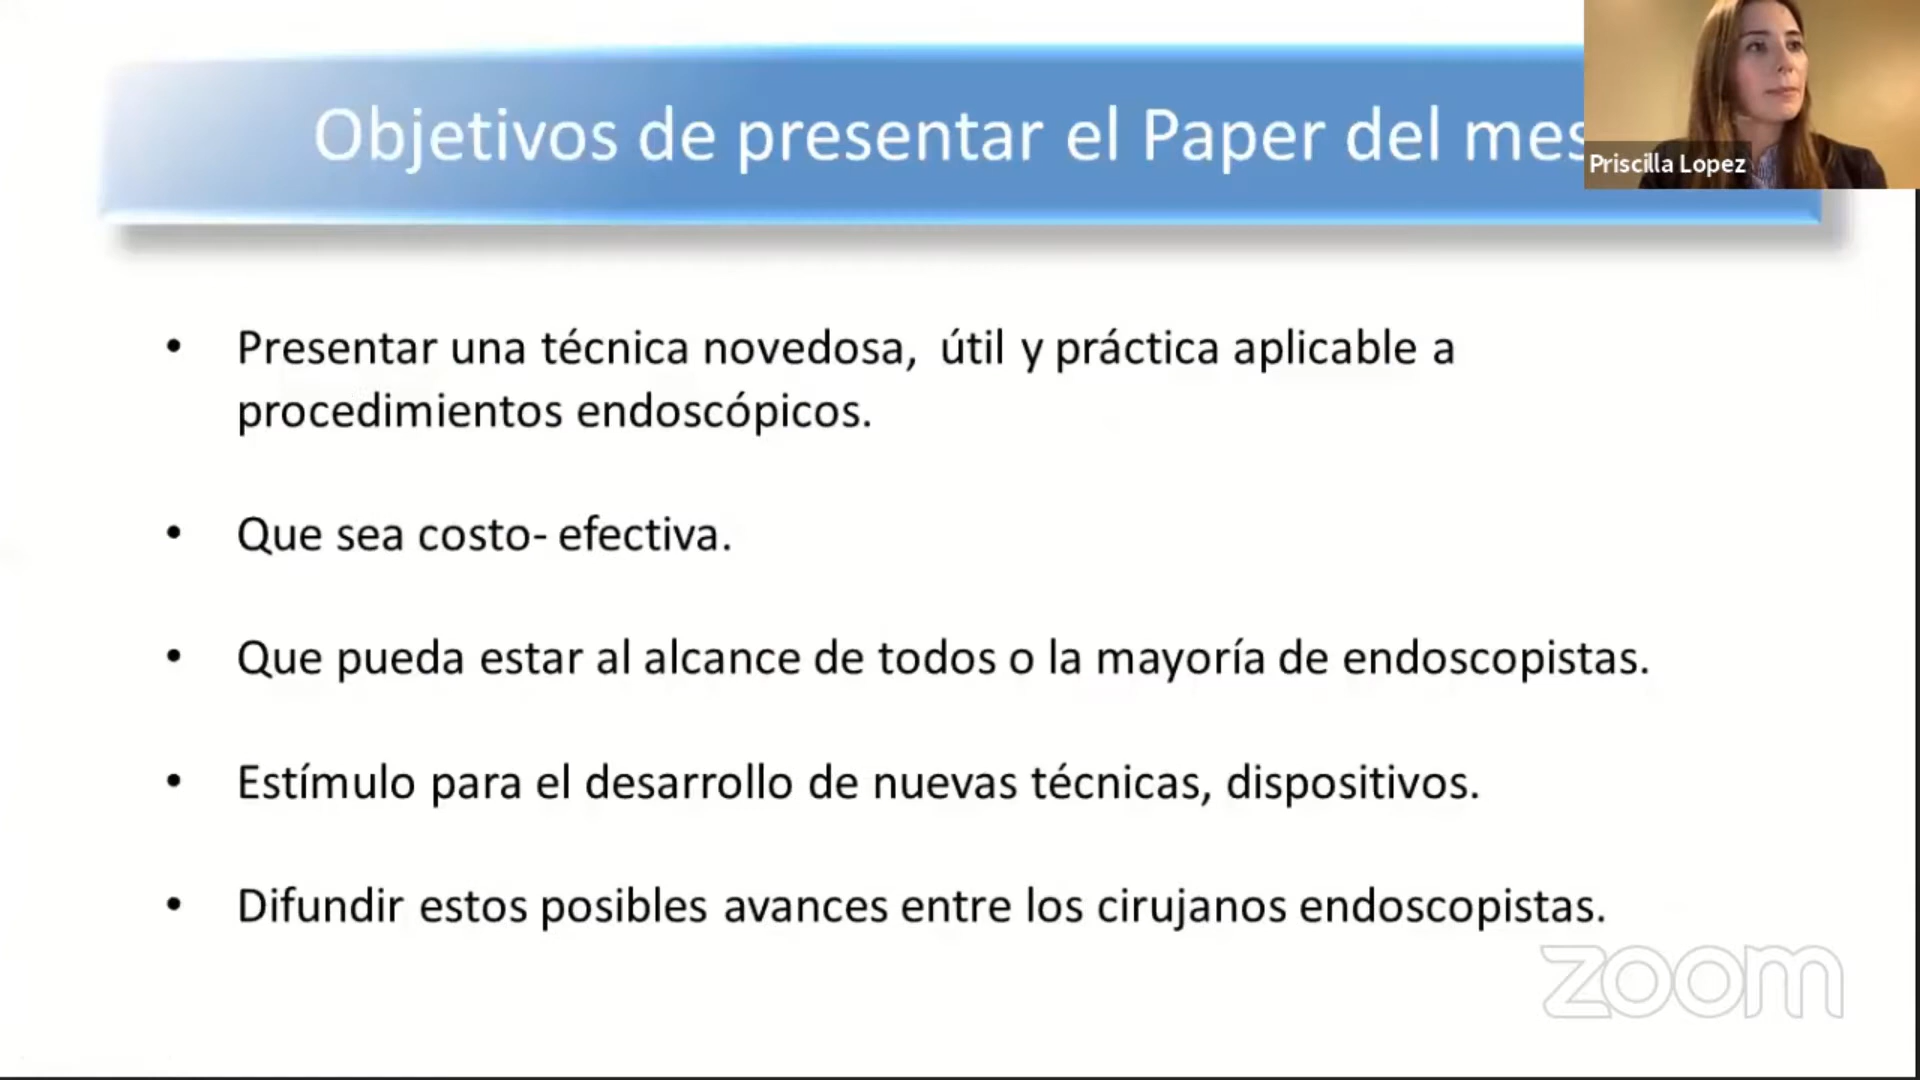 Objetivos de presentar el Paper del mes
Priscilla Lopez
• Presentar una técnica novedosa, útil y práctica aplicable a
procedimientos endoscópicos.
• Que sea costo- efectiva.
• Que pueda estar al alcance de todos o la mayoría de endoscopistas.
• Estímulo para el desarrollo de nuevas técnicas, dispositivos.
• Difundir estos posibles avances entre los cirujanos endoscopistas.
zoom